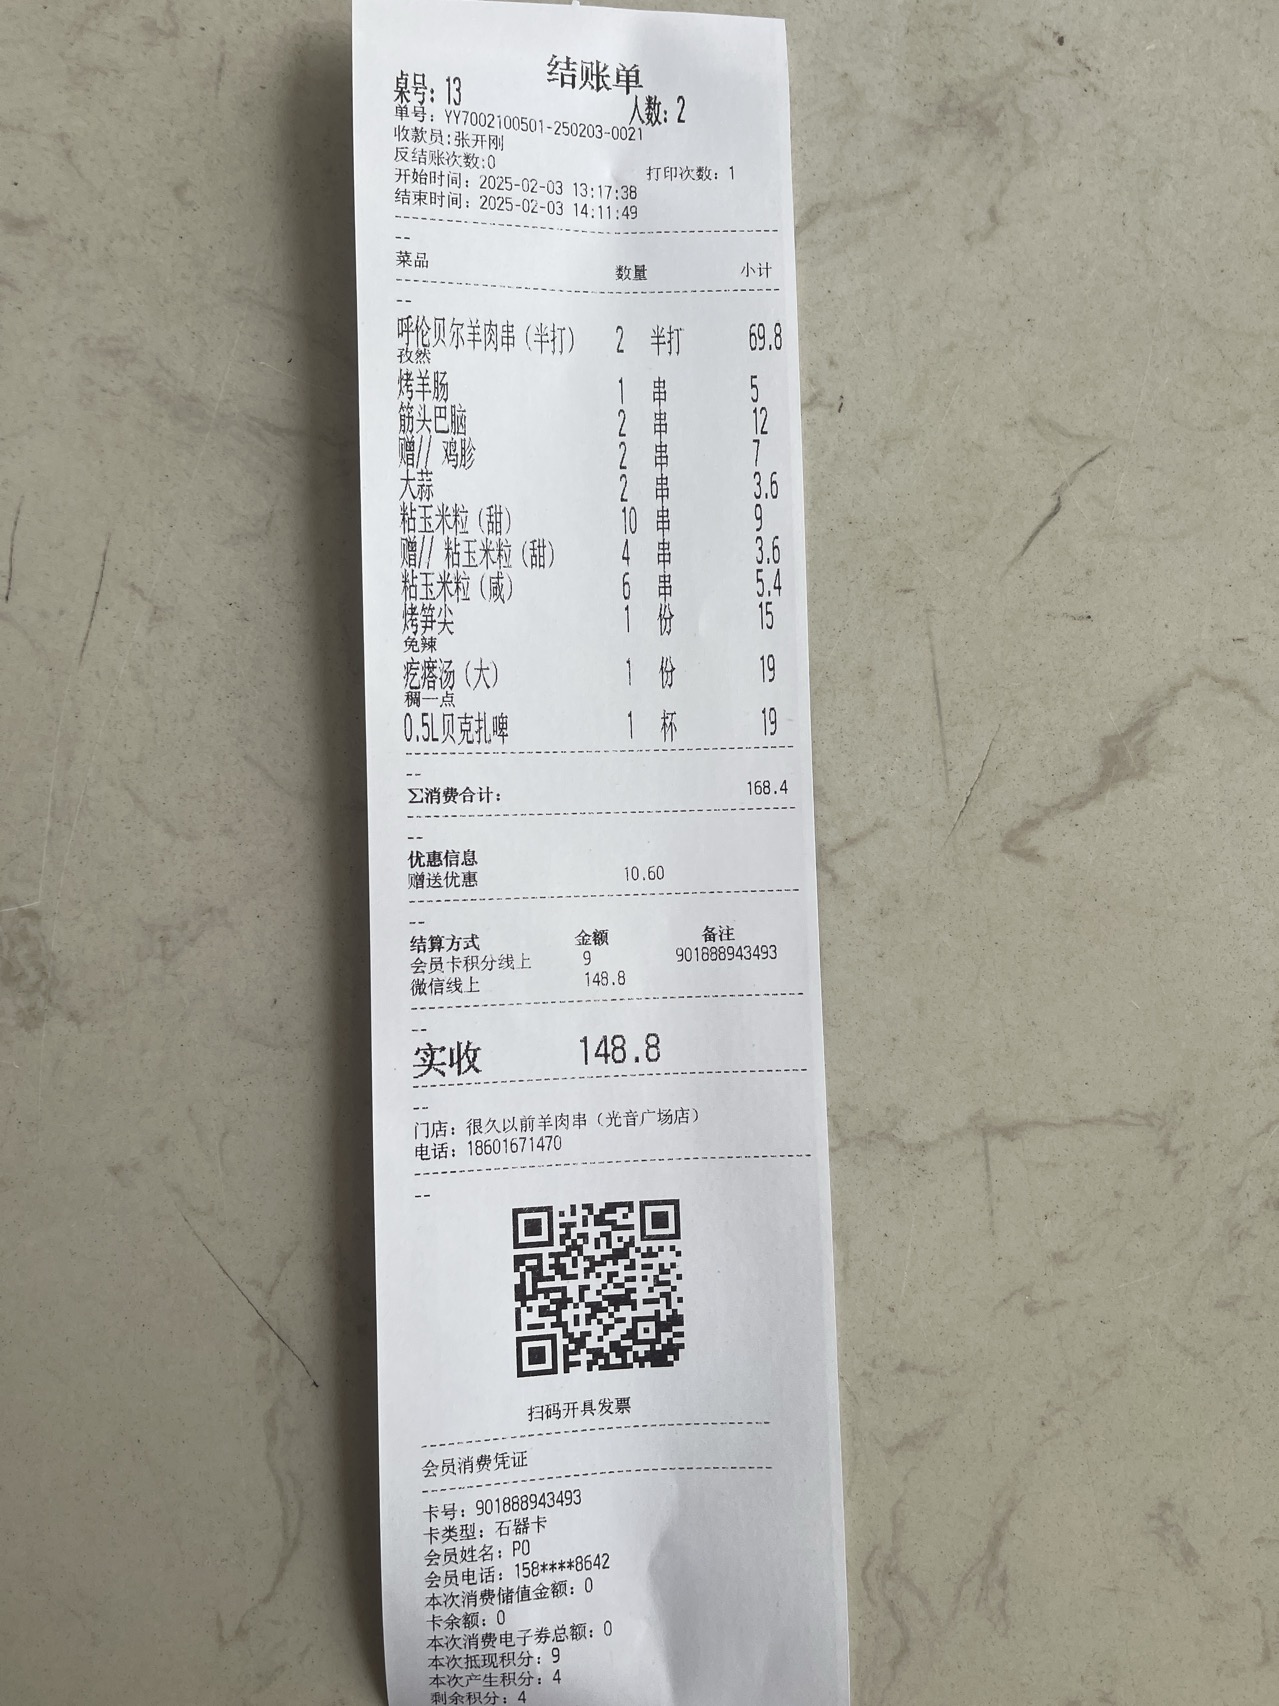 结账单
桌号：13 人数：2
单号：YY7002100501-250203-0021
收款员:张开刚
反结账次数:0 打印次数：1
开始时间：2025-02-03 13:17:38
结束时间：2025-02-03 14:11:49
--
菜品 数量 小计
--
呼伦贝尔羊肉串（半打） 2 半打 69.8
孜然
烤羊肠 1 串 5
筋头巴脑 2 串 12
赠// 鸡胗 2 串 7
大蒜 2 串 3.6
粘玉米粒（甜） 10 串 9
赠// 粘玉米粒（甜） 4 串 3.6
粘玉米粒（咸） 6 串 5.4
烤笋尖 1 份 15
免辣
疙瘩汤（大） 1 份 19
稠一点
0.5L贝克扎啤 1 杯 19
--
∑消费合计： 168.4
--
优惠信息
赠送优惠 10.60
--
结算方式 金额 备注
会员卡积分线上 9 901888943493
微信线上 148.8
--
实收 148.8
--
门店：很久以前羊肉串（光音广场店）
电话：18601671470
--
扫码开具发票
会员消费凭证
卡号：901888943493
卡类型：石器卡
会员姓名：PO
会员电话：158****8642
本次消费储值金额：0
卡余额：0
本次消费电子券总额：0
本次抵现积分：9
本次产生积分：4
剩余积分：4